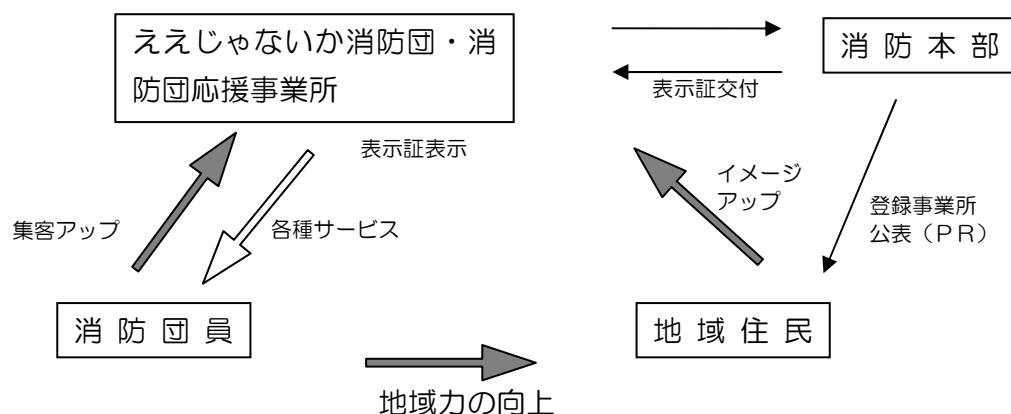 ええじゃないか消防団・消
防団応援事業所
消防本部
表示証交付
表示証表示
イメージ
アップ
集客アップ
各種サービス
登録事業所
公表（ＰＲ）
消防団員
地域住民
地域力の向上